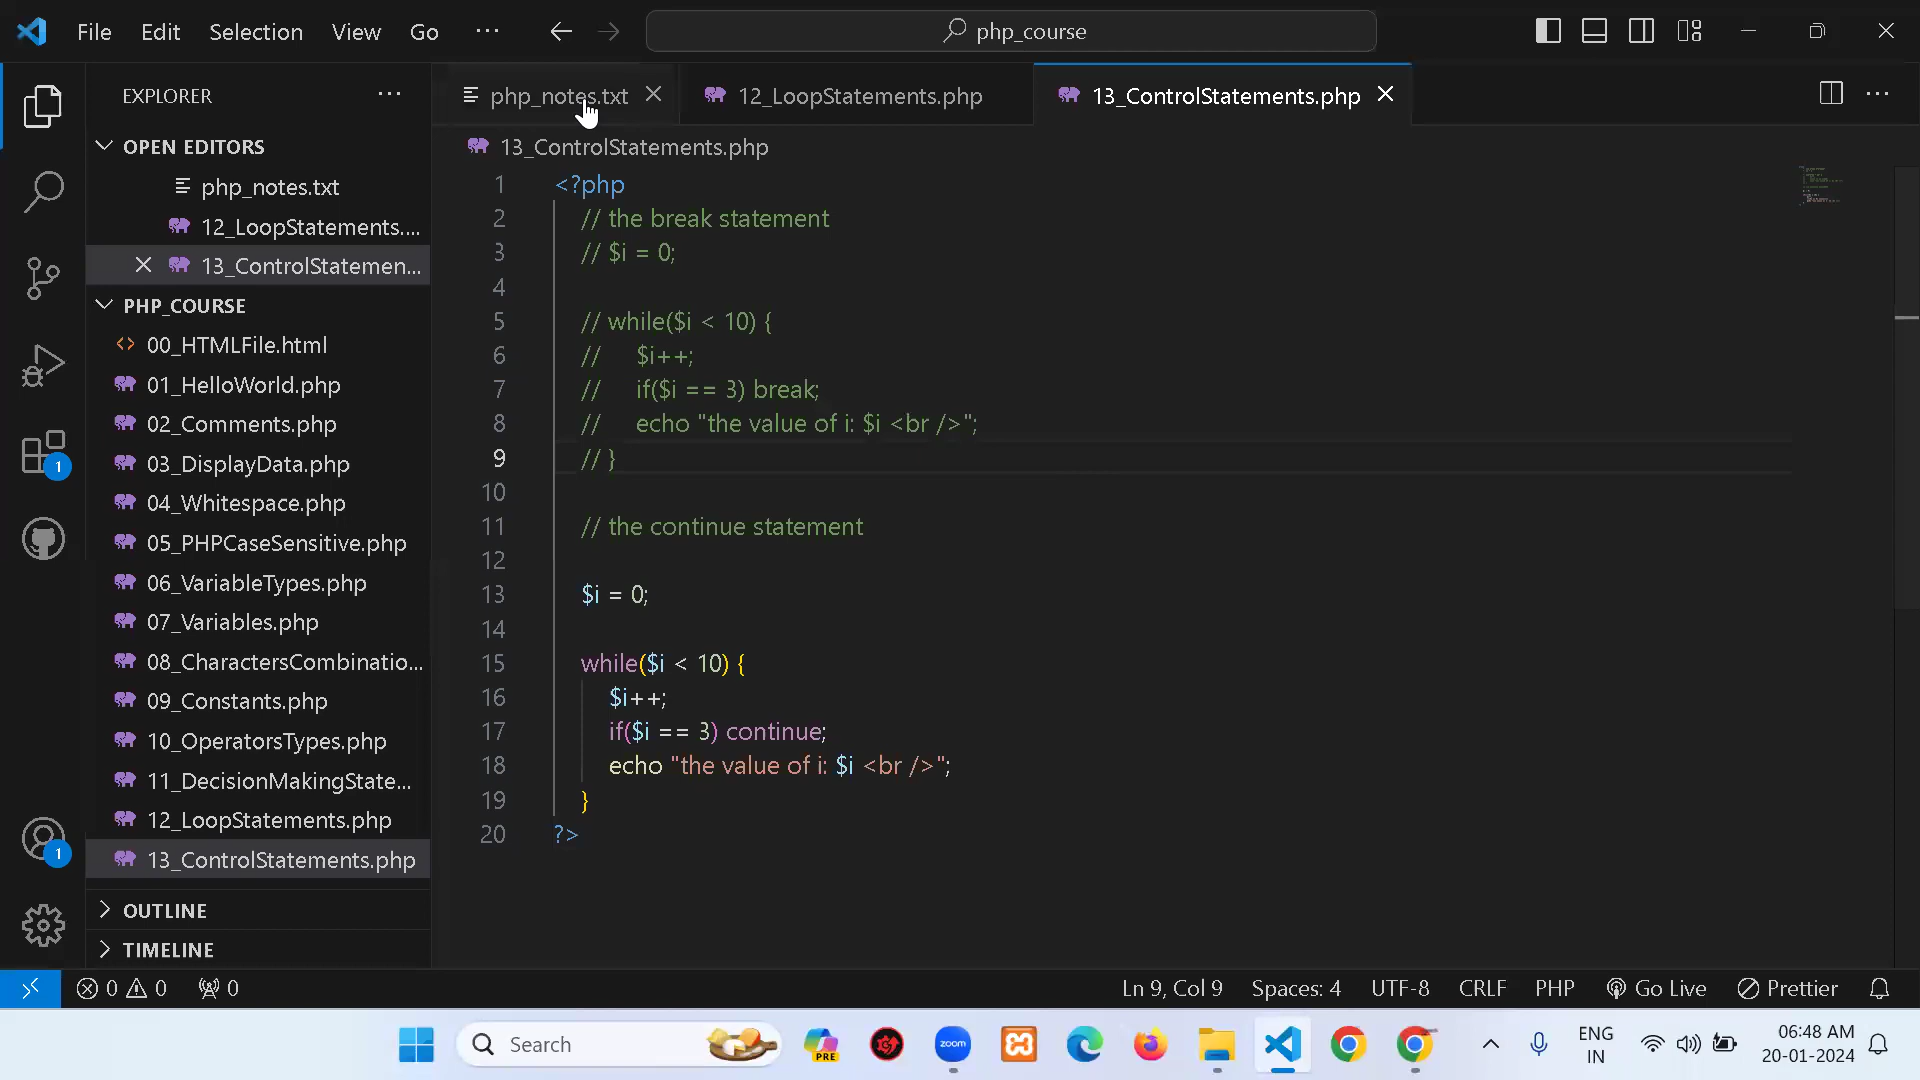 File Edit Selection View Go ··· php_course
EXPLORER ···
OPEN EDITORS
php_notes.txt
12_LoopStatements....
13_ControlStatemen...
PHP_COURSE
00_HTMLFile.html
01_HelloWorld.php
02_Comments.php
03_DisplayData.php
04_Whitespace.php
05_PHPCaseSensitive.php
06_VariableTypes.php
07_Variables.php
08_CharactersCombinatio...
09_Constants.php
10_OperatorsTypes.php
11_DecisionMakingState...
12_LoopStatements.php
13_ControlStatements.php
OUTLINE
TIMELINE
1
1
php_notes.txt 12_LoopStatements.php 13_ControlStatements.php
13_ControlStatements.php
1 <?php
2 // the break statement
3 // $i = 0;
4
5 // while($i < 10) {
6 // $i++;
7 // if($i == 3) break;
8 // echo "the value of i: $i <br />";
9 // }
10
11 // the continue statement
12
13 $i = 0;
14
15 while($i < 10) {
16 $i++;
17 if($i == 3) continue;
18 echo "the value of i: $i <br />";
19 }
20 ?>
0 0 0 Ln 9, Col 9 Spaces: 4 UTF-8 CRLF PHP Go Live Prettier
Search PRE zoom ENG IN 06:48 AM 20-01-2024